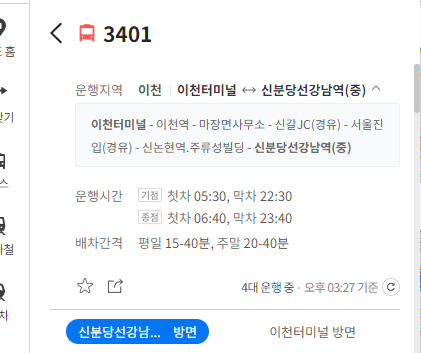 3401
홈
운행지역 이천 이천터미널 ↔ 신분당선강남역(중)
찾기
이천터미널 - 이천역 - 마장면사무소 - 신갈JC(경유) - 서울진
입(경유) - 신논현역.주류성빌딩 - 신분당선강남역(중)
스
운행시간 기점 첫차 05:30, 막차 22:30
종점 첫차 06:40, 막차 23:40
하철
배차간격 평일 15-40분, 주말 20-40분
4대 운행 중 · 오후 03:27 기준
차
신분당선강남... 방면 이천터미널 방면